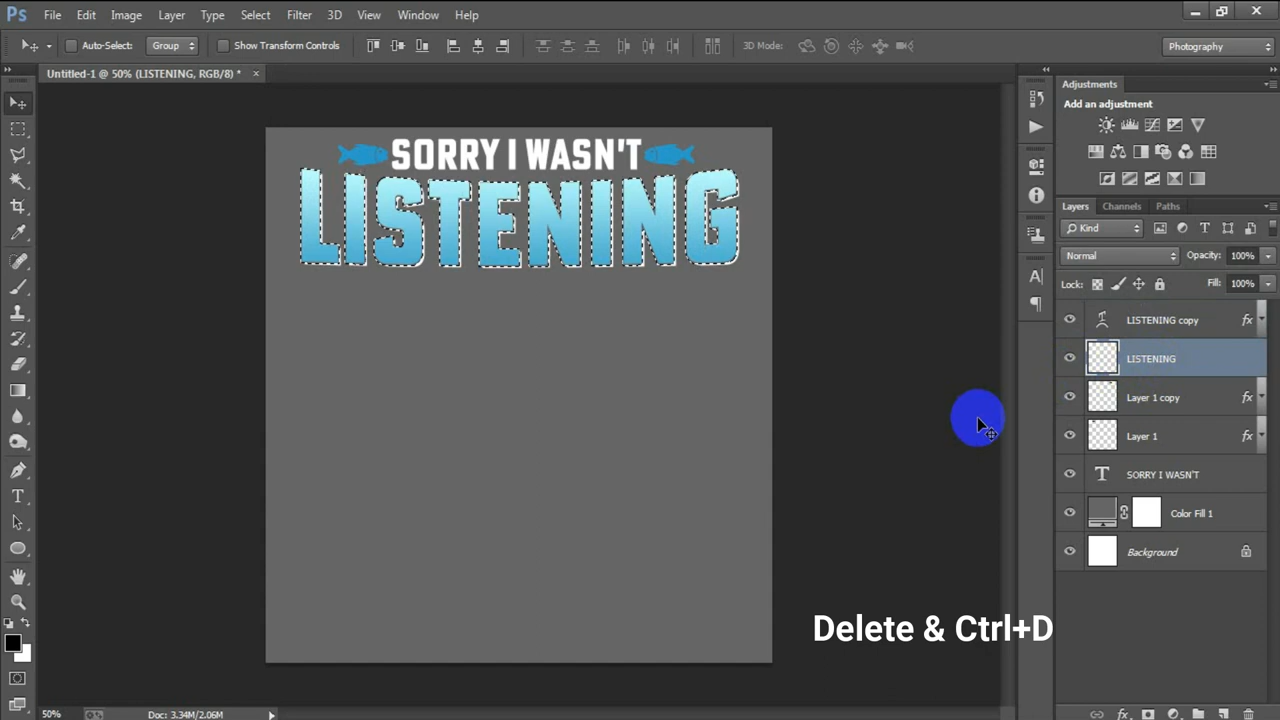 Ps File Edit Image Layer Type Select Filter 3D View Window Help
Auto-Select: Group Show Transform Controls 3D Mode: Photography
Untitled-1 @ 50% (LISTENING, RGB/8) * ×
SORRY I WASN'T
LISTENING
Adjustments
Add an adjustment
Layers Channels Paths
Kind
Normal Opacity: 100%
Lock: Fill: 100%
LISTENING copy fx
LISTENING
Layer 1 copy fx
Layer 1 fx
T SORRY I WASN'T
Color Fill 1
Background
Delete & Ctrl+D
50% Doc: 3.34M/2.06M